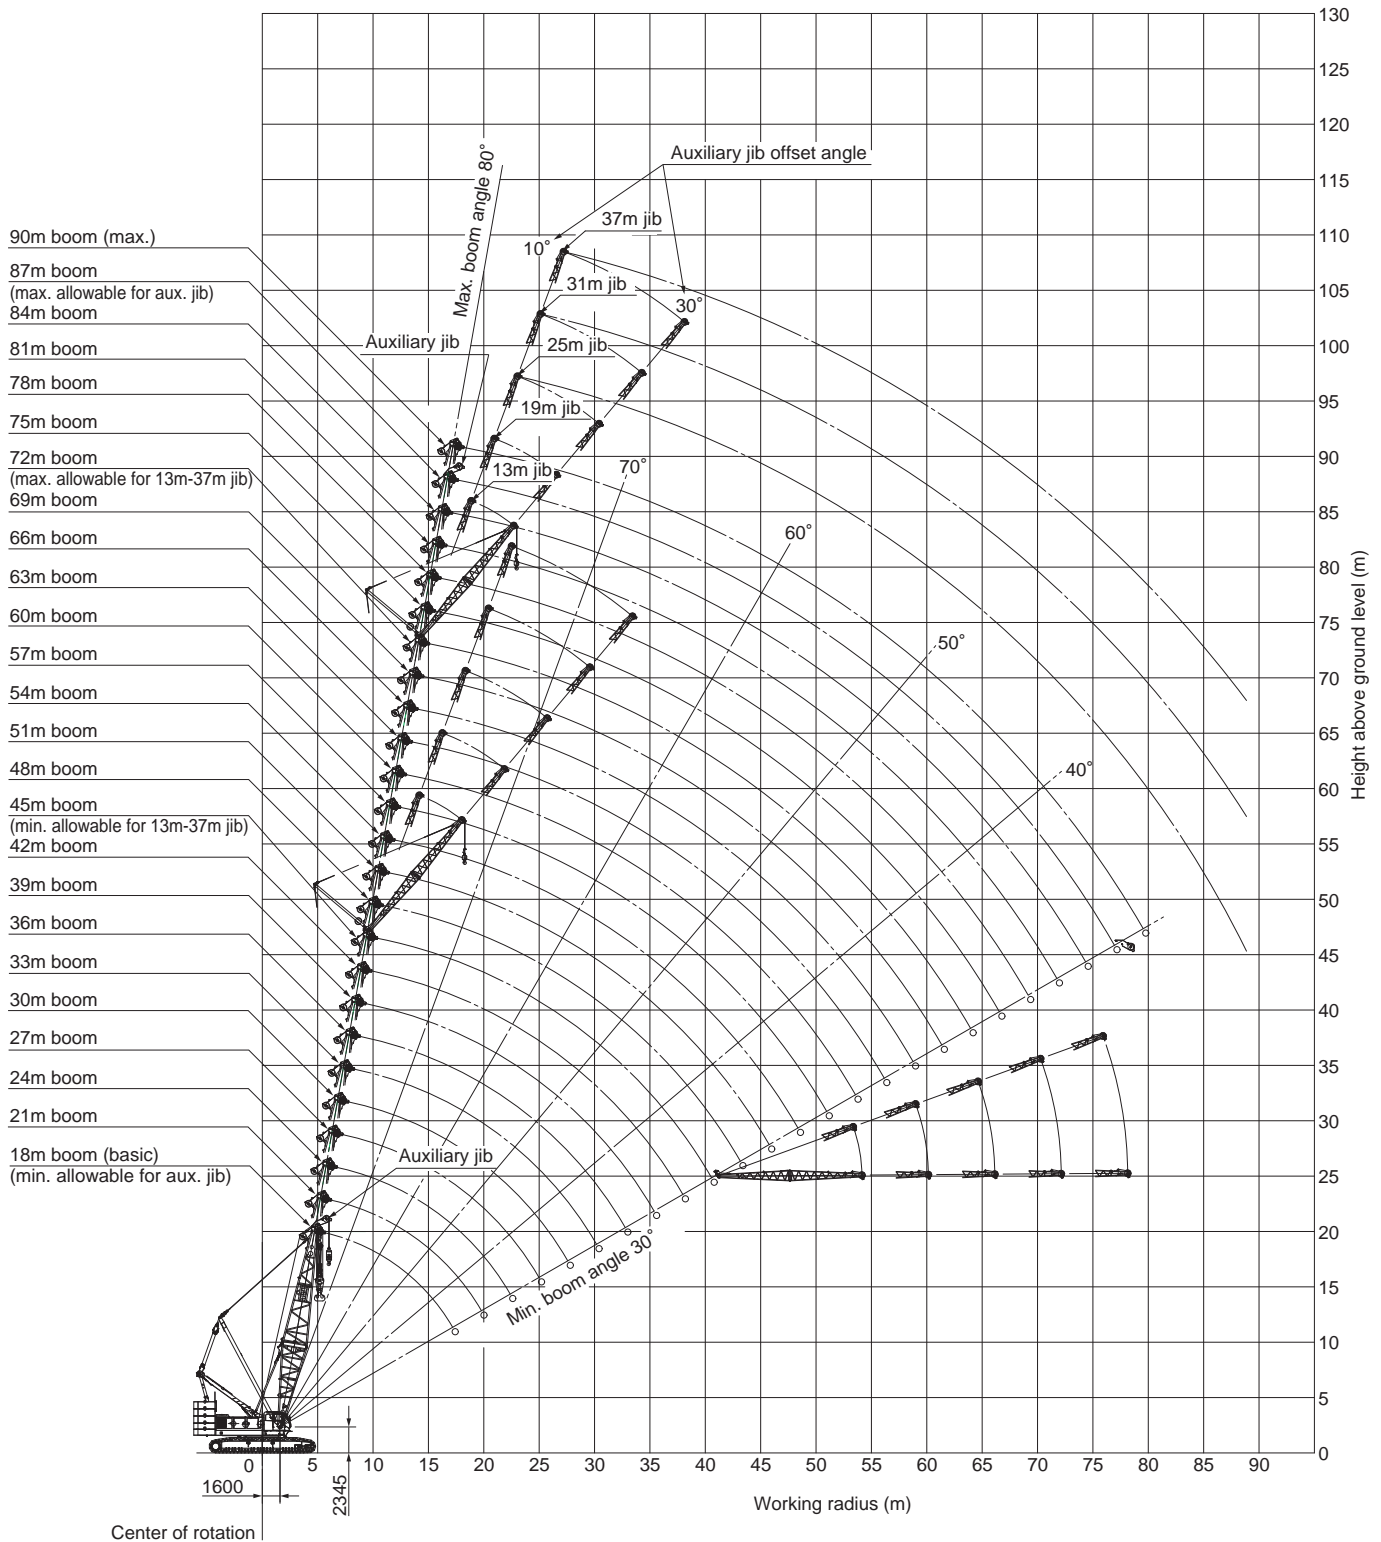 130
125
120
115
110
105
100
95
90
85
80
75
70
65
60
55
50
45
40
35
30
25
20
15
10
5
0
Height above ground level (m)
Auxiliary jib offset angle
Max. boom angle 80°
37m jib
10°
31m jib
30°
Auxiliary jib
25m jib
19m jib
13m jib
70°
60°
50°
40°
90m boom (max.)
87m boom
(max. allowable for aux. jib)
84m boom
81m boom
78m boom
75m boom
72m boom
(max. allowable for 13m-37m jib)
69m boom
66m boom
63m boom
60m boom
57m boom
54m boom
51m boom
48m boom
45m boom
(min. allowable for 13m-37m jib)
42m boom
39m boom
36m boom
33m boom
30m boom
27m boom
24m boom
21m boom
18m boom (basic)
(min. allowable for aux. jib)
Auxiliary jib
Min. boom angle 30°
0 5 10 15 20 25 30 35 40 45 50 55 60 65 70 75 80 85 90
1600
2345
Working radius (m)
Center of rotation